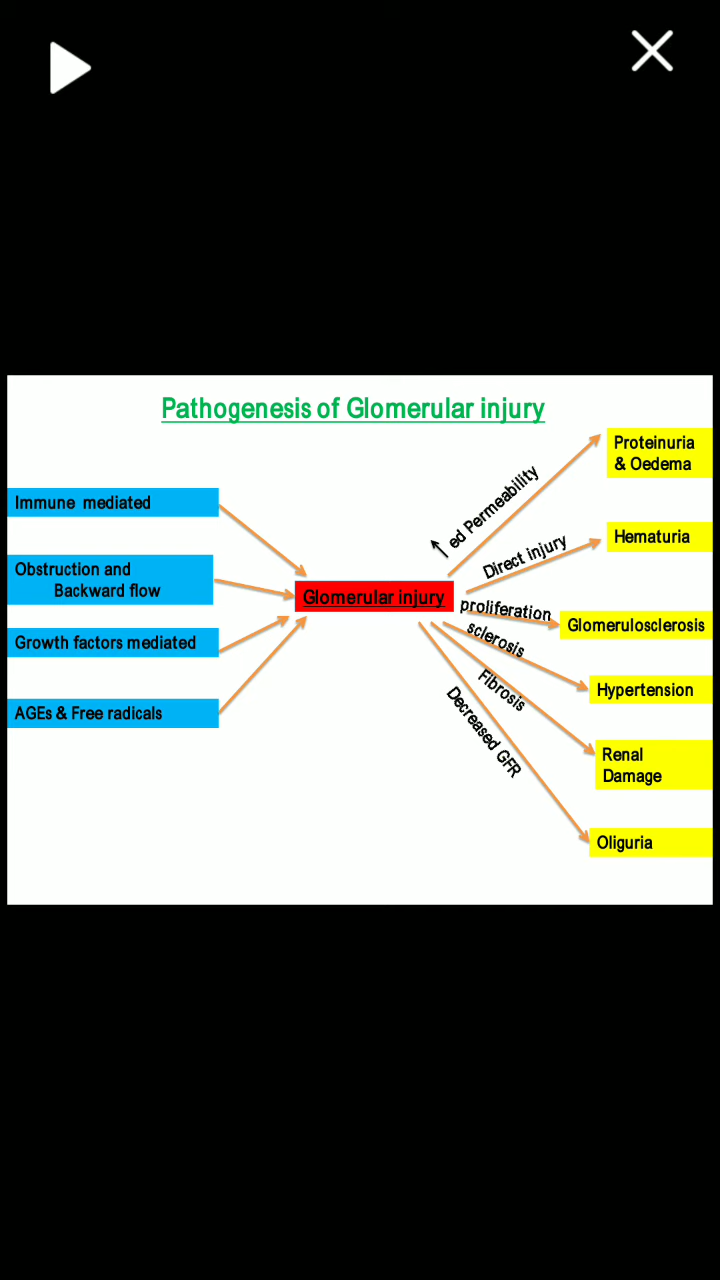 Pathogenesis of Glomerular injury
Immune mediated
Obstruction and
Backward flow
Growth factors mediated
AGEs & Free radicals
Glomerular injury
↑ ed Permeability
Direct injury
proliferation
sclerosis
Fibrosis
Decreased GFR
Proteinuria
& Oedema
Hematuria
Glomerulosclerosis
Hypertension
Renal
Damage
Oliguria